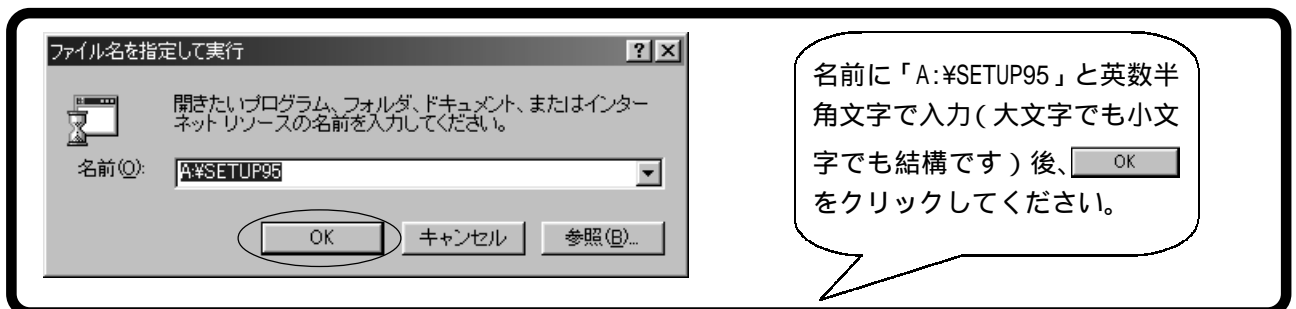 ファイル名を指定して実行
開きたいプログラム、フォルダ、ドキュメント、またはインター
ネット リソースの名前を入力してください。
名前(O):
A:¥SETUP95
OK
キャンセル
参照(B)...
名前に「A:¥SETUP95」と英数半
角文字で入力(大文字でも小文
字でも結構です)後、 OK
をクリックしてください。